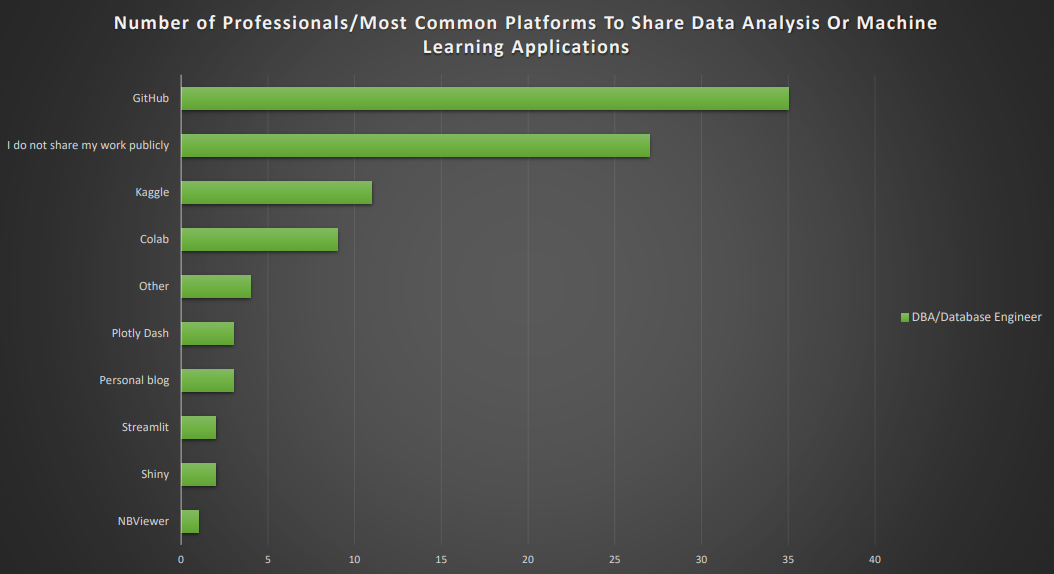 Number of Professionals/Most Common Platforms To Share Data Analysis Or Machine
Learning Applications
GitHub
I do not share my work publicly
Kaggle
Colab
Other
Plotly Dash
Personal blog
Streamlit
Shiny
NBViewer
0 5 10 15 20 25 30 35 40
DBA/Database Engineer